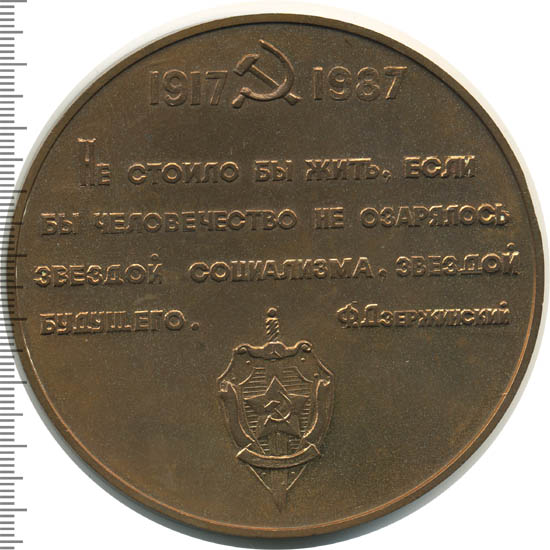 1917 1987
Не стоило бы жить, если
бы человечество не озарялось
звездой социализма, звездой
будущего. Ф. Дзержинский